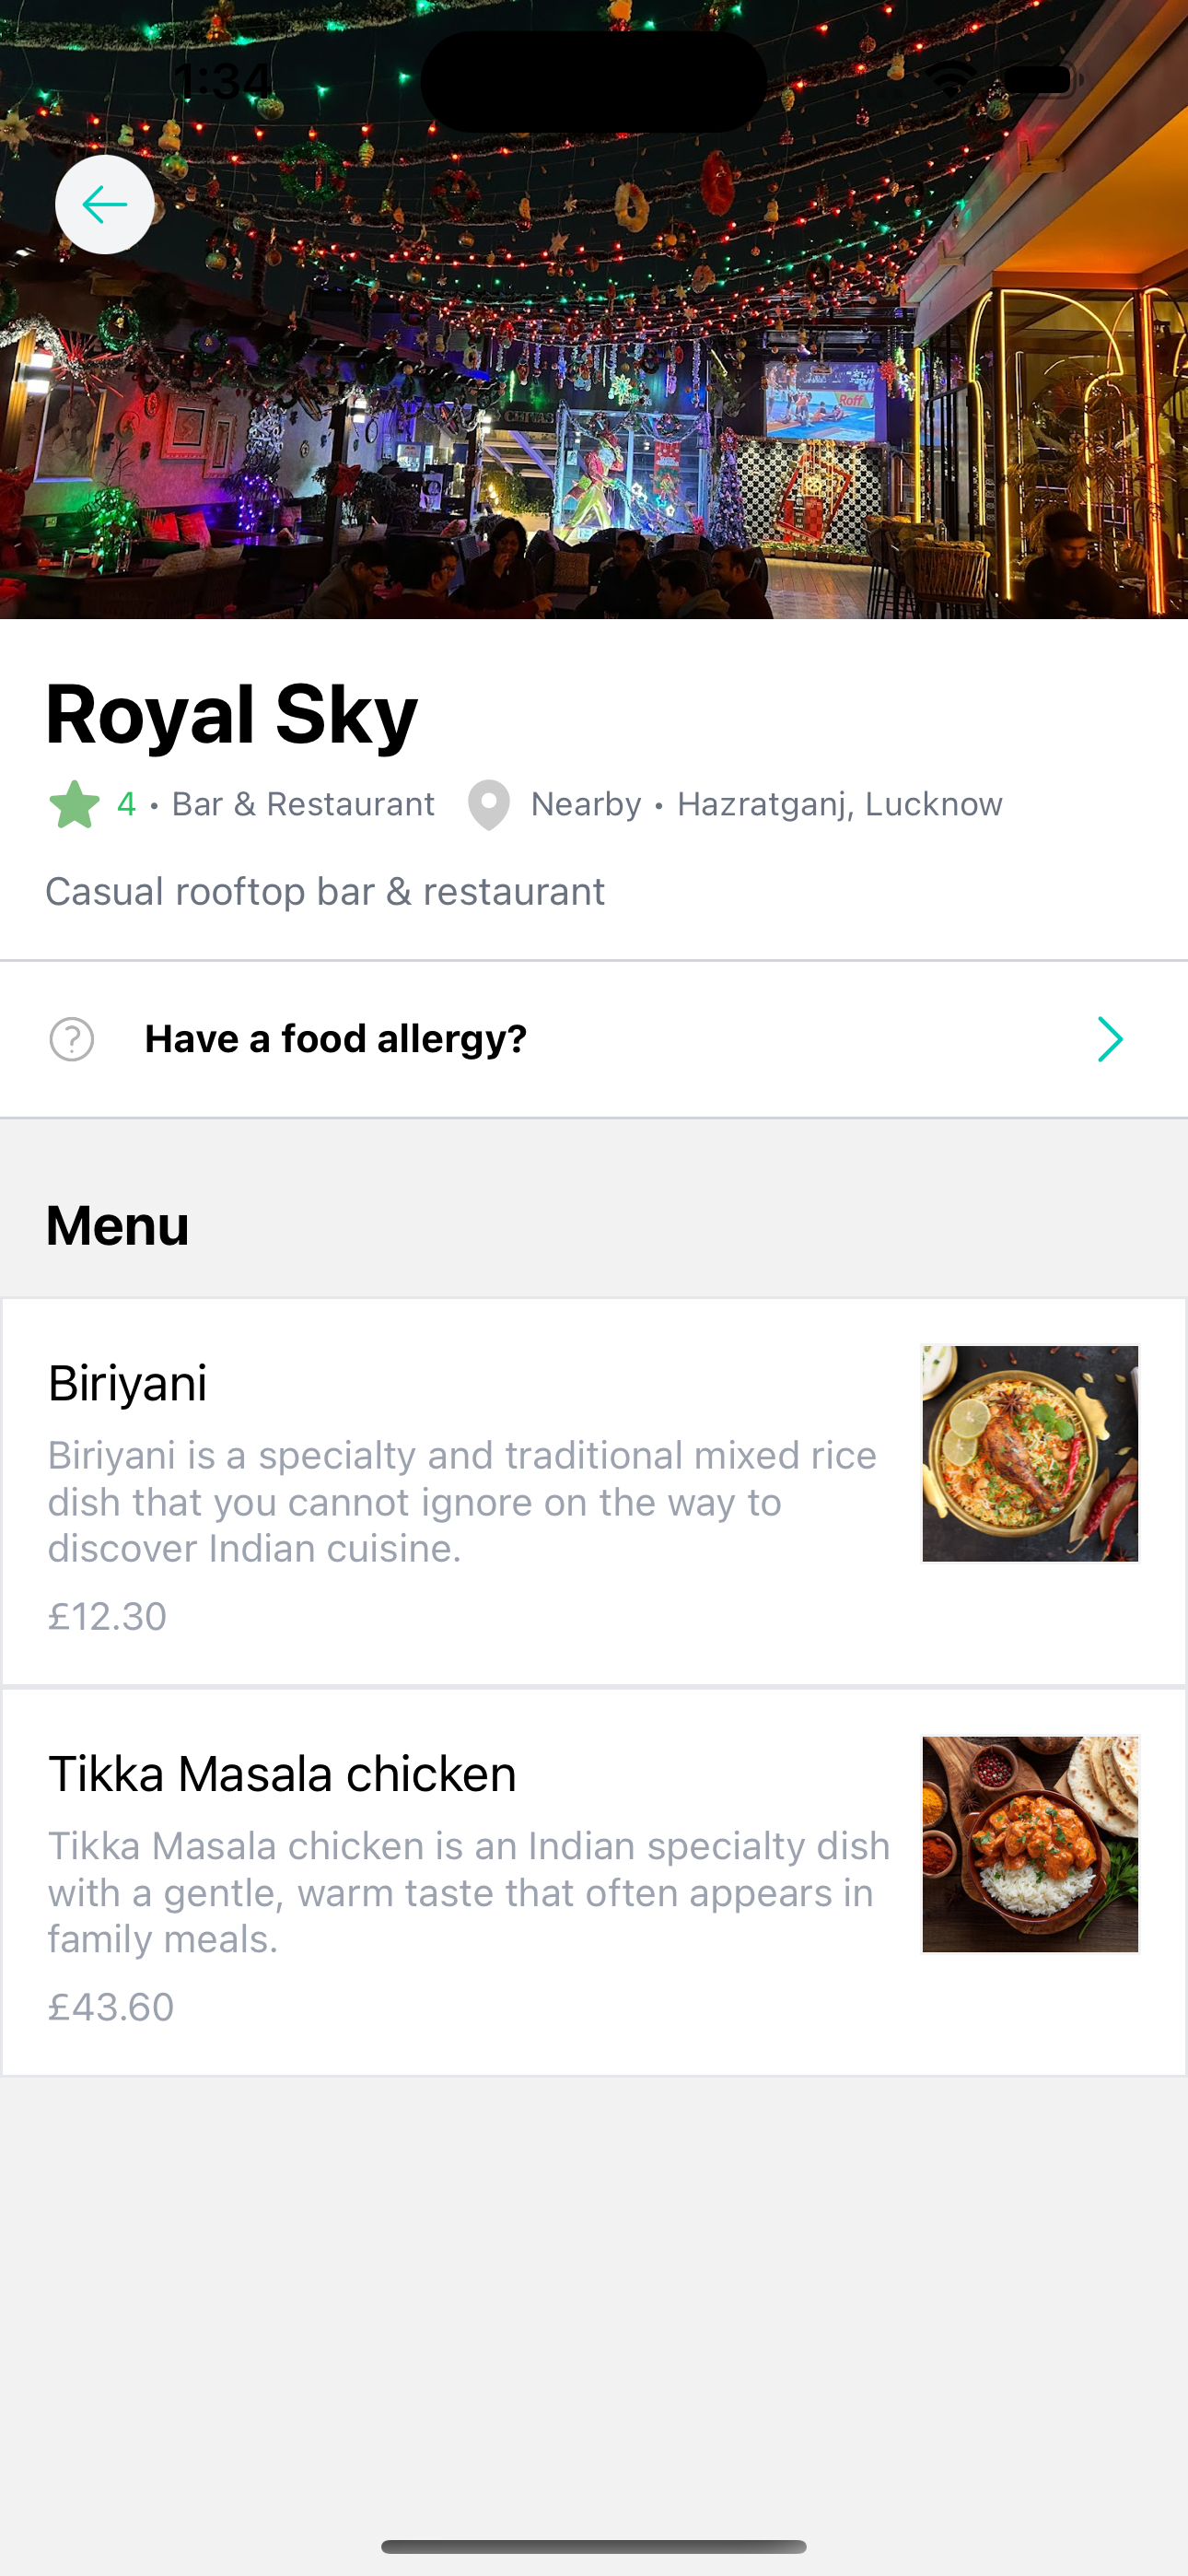 1:34
CHIVAS
Roff
Royal Sky
4 • Bar & Restaurant Nearby • Hazratganj, Lucknow
Casual rooftop bar & restaurant
? Have a food allergy?
Menu
Biriyani
Biriyani is a specialty and traditional mixed rice
dish that you cannot ignore on the way to
discover Indian cuisine.
£12.30
Tikka Masala chicken
Tikka Masala chicken is an Indian specialty dish
with a gentle, warm taste that often appears in
family meals.
£43.60